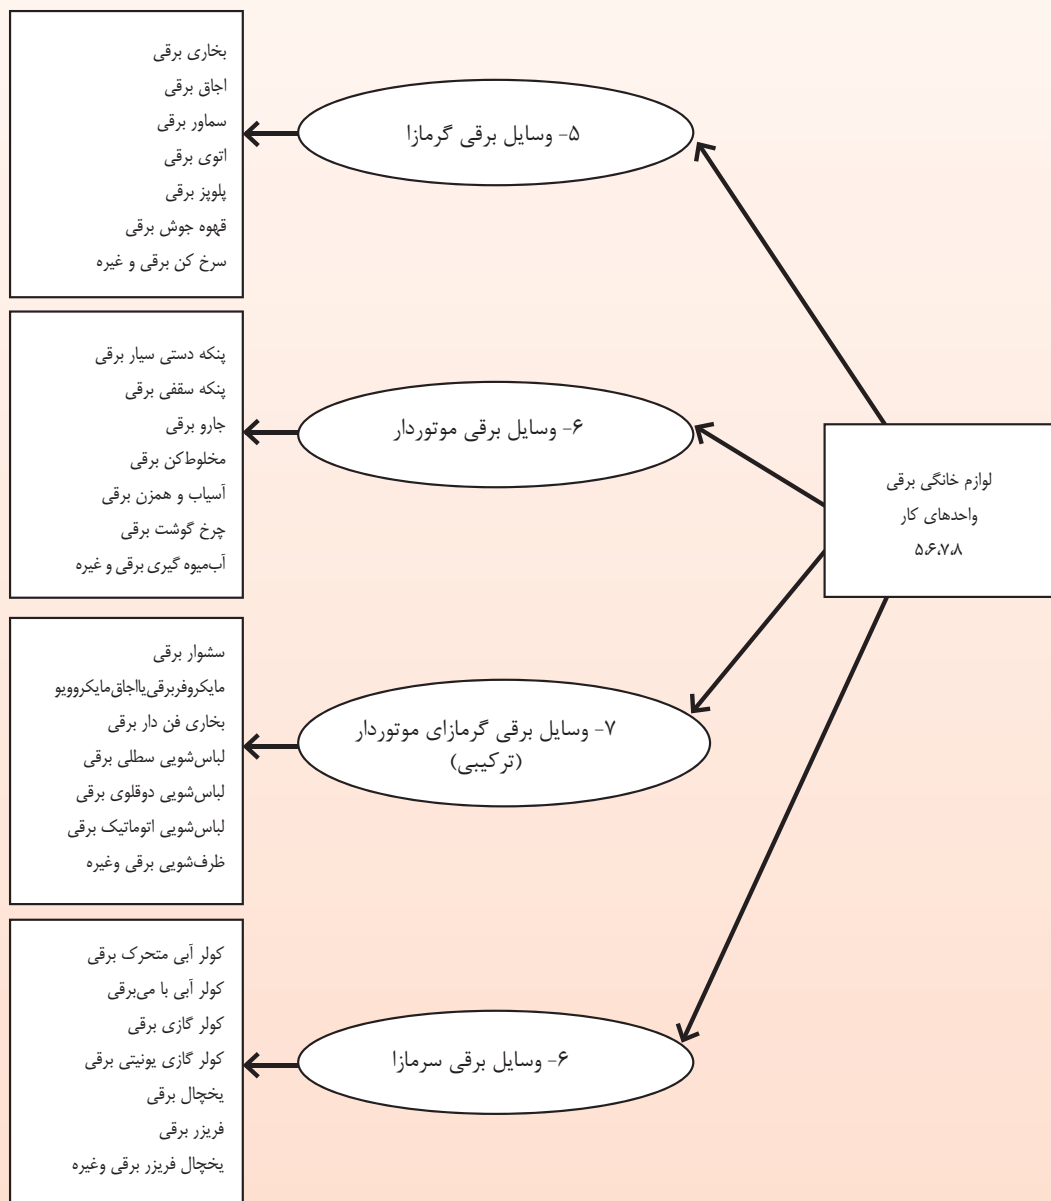 لوازم خانگی برقی
واحدهای کار
۵،۶،۷،۸
۵- وسایل برقی گرمازا
بخاری برقی
اجاق برقی
سماور برقی
اتوی برقی
پلوپز برقی
قهوه جوش برقی
سرخ کن برقی و غیره
۶- وسایل برقی موتوردار
پنکه دستی سیار برقی
پنکه سقفی برقی
جارو برقی
مخلوط‌کن برقی
آسیاب و همزن برقی
چرخ گوشت برقی
آب‌میوه گیری برقی و غیره
۷- وسایل برقی گرمازای موتوردار
(ترکیبی)
سشوار برقی
مایکروفربرقی‌یااجاق‌مایکروویو
بخاری فن دار برقی
لباس‌شویی سطلی برقی
لباس‌شویی دوقلوی برقی
لباس‌شویی اتوماتیک برقی
ظرف‌شویی برقی وغیره
۶- وسایل برقی سرمازا
کولر آبی متحرک برقی
کولر آبی با می‌برقی
کولر گازی برقی
کولر گازی یونیتی برقی
یخچال برقی
فریزر برقی
یخچال فریزر برقی وغیره